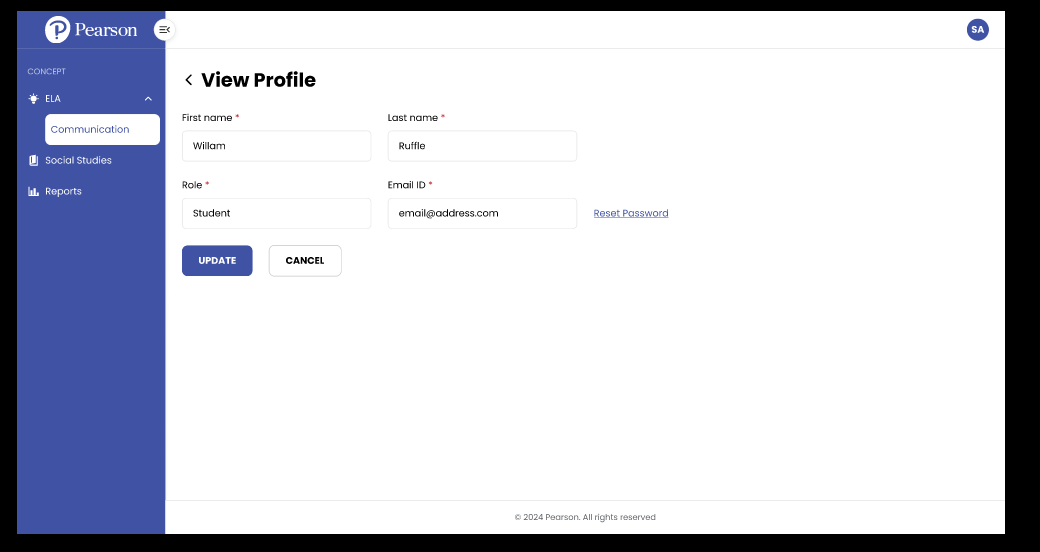 Pearson
SA
CONCEPT
ELA
Communication
Social Studies
Reports
View Profile
First name * Last name *
Willam Ruffle
Role * Email ID *
Student email@address.com Reset Password
UPDATE CANCEL
© 2024 Pearson. All rights reserved